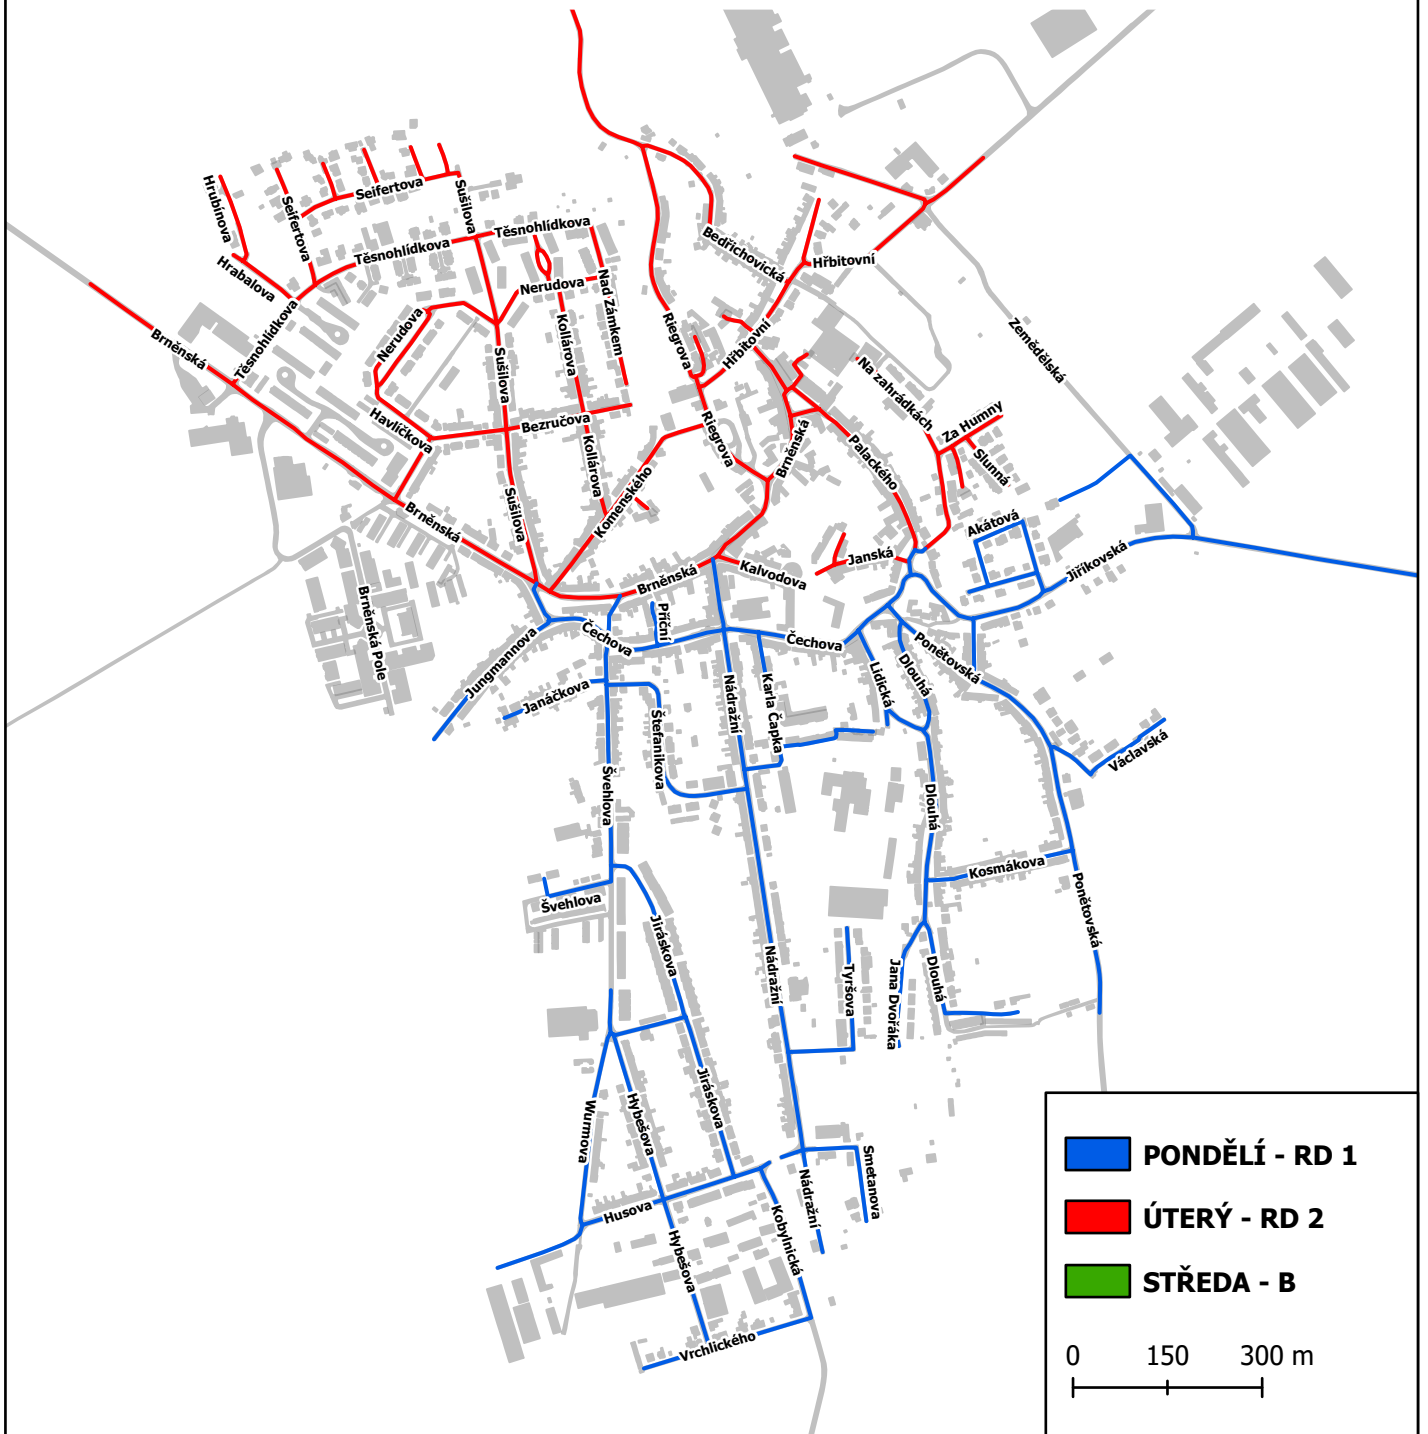 Hrubínova
Seifertova
Seifertova
Sušilova
Těsnohlídkova
Těsnohlídkova
Hrabalova
Těsnohlídkova
Brněnská
Nerudova
Nerudova
Nad Zámkem
Kollárova
Sušilova
Havlíčkova
Bezručova
Kollárova
Sušilova
Brněnská
Komenského
Riegrova
Riegrova
Bedřichovická
Hřbitovní
Hřbitovní
Brněnská
Na zahrádkách
Palackého
Za Humny
Slunná
Zemědělská
Akátová
Jiříkovská
Janská
Kalvodova
Brněnská
Příční
Čechova
Čechova
Brněnská Pole
Jungmannova
Janáčkova
Štefanikova
Švehlova
Nádražní
Karla Čapka
Lidická
Dlouhá
Ponětovská
Václavská
Dlouhá
Kosmákova
Ponětovská
Švehlova
Jiráskova
Nádražní
Tyršova
Jana Dvořáka
Dlouhá
Jiráskova
Hybešova
Wurmova
Husova
Hybešova
Kobylnická
Nádražní
Smetanova
Vrchlického
PONDĚLÍ - RD 1
ÚTERÝ - RD 2
STŘEDA - B
0 150 300 m